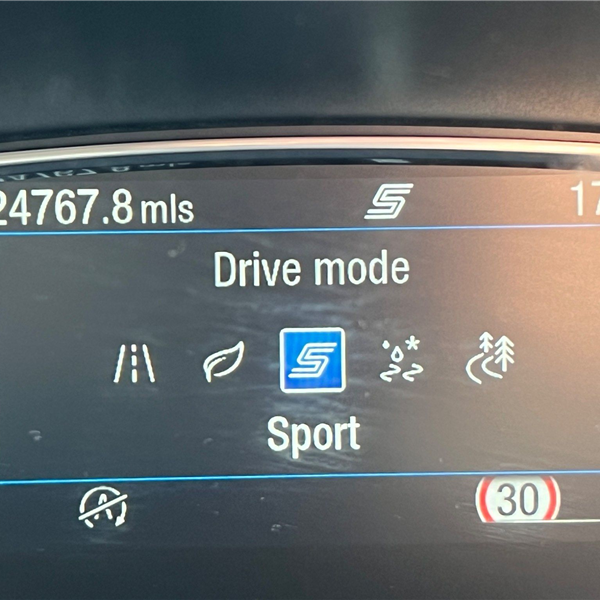 24767.8 mls S 17
Drive mode
S
Sport
A 30